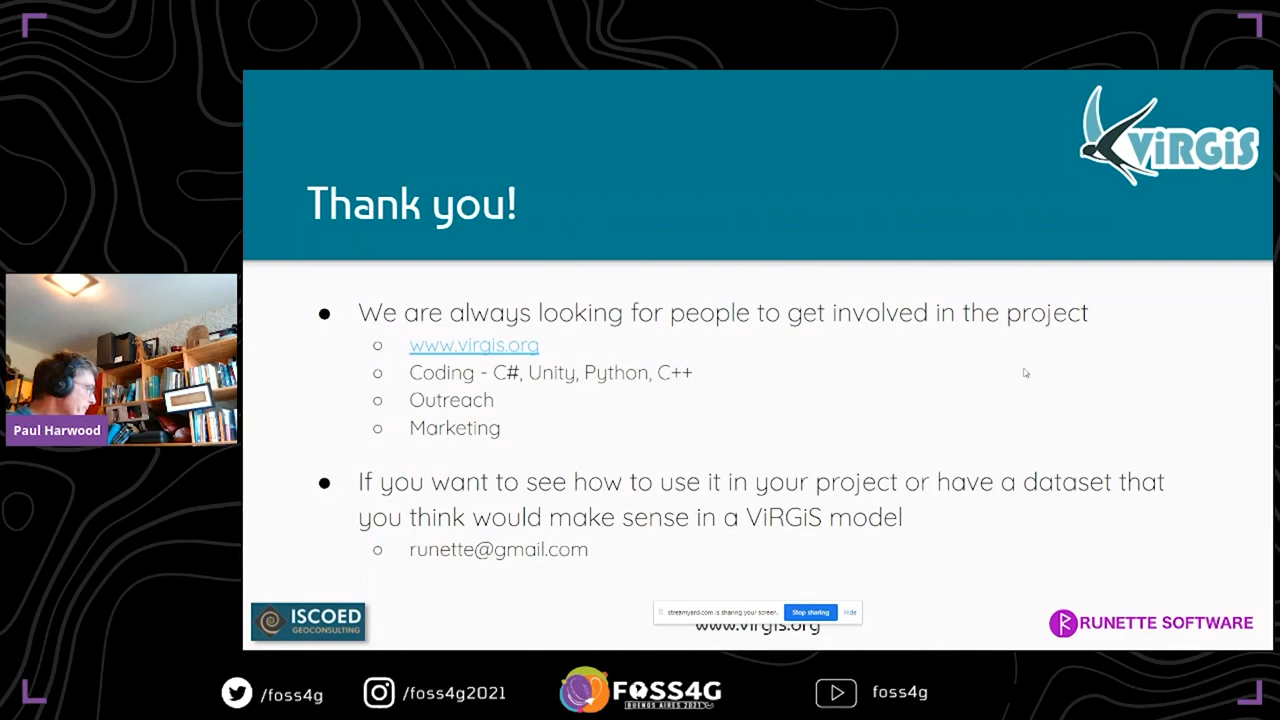 ViRGiS
Thank you!
We are always looking for people to get involved in the project
www.virgis.org
Coding - C#, Unity, Python, C++
Outreach
Marketing
Paul Harwood
If you want to see how to use it in your project or have a dataset that
you think would make sense in a ViRGiS model
runette@gmail.com
ISCOED
GEOCONSULTING
streamyard.com is sharing your screen.
Stop sharing
Hide
www.virgis.org
RUNETTE SOFTWARE
/foss4g
/foss4g2021
FOSS4G
BUENOS AIRES 2021
foss4g